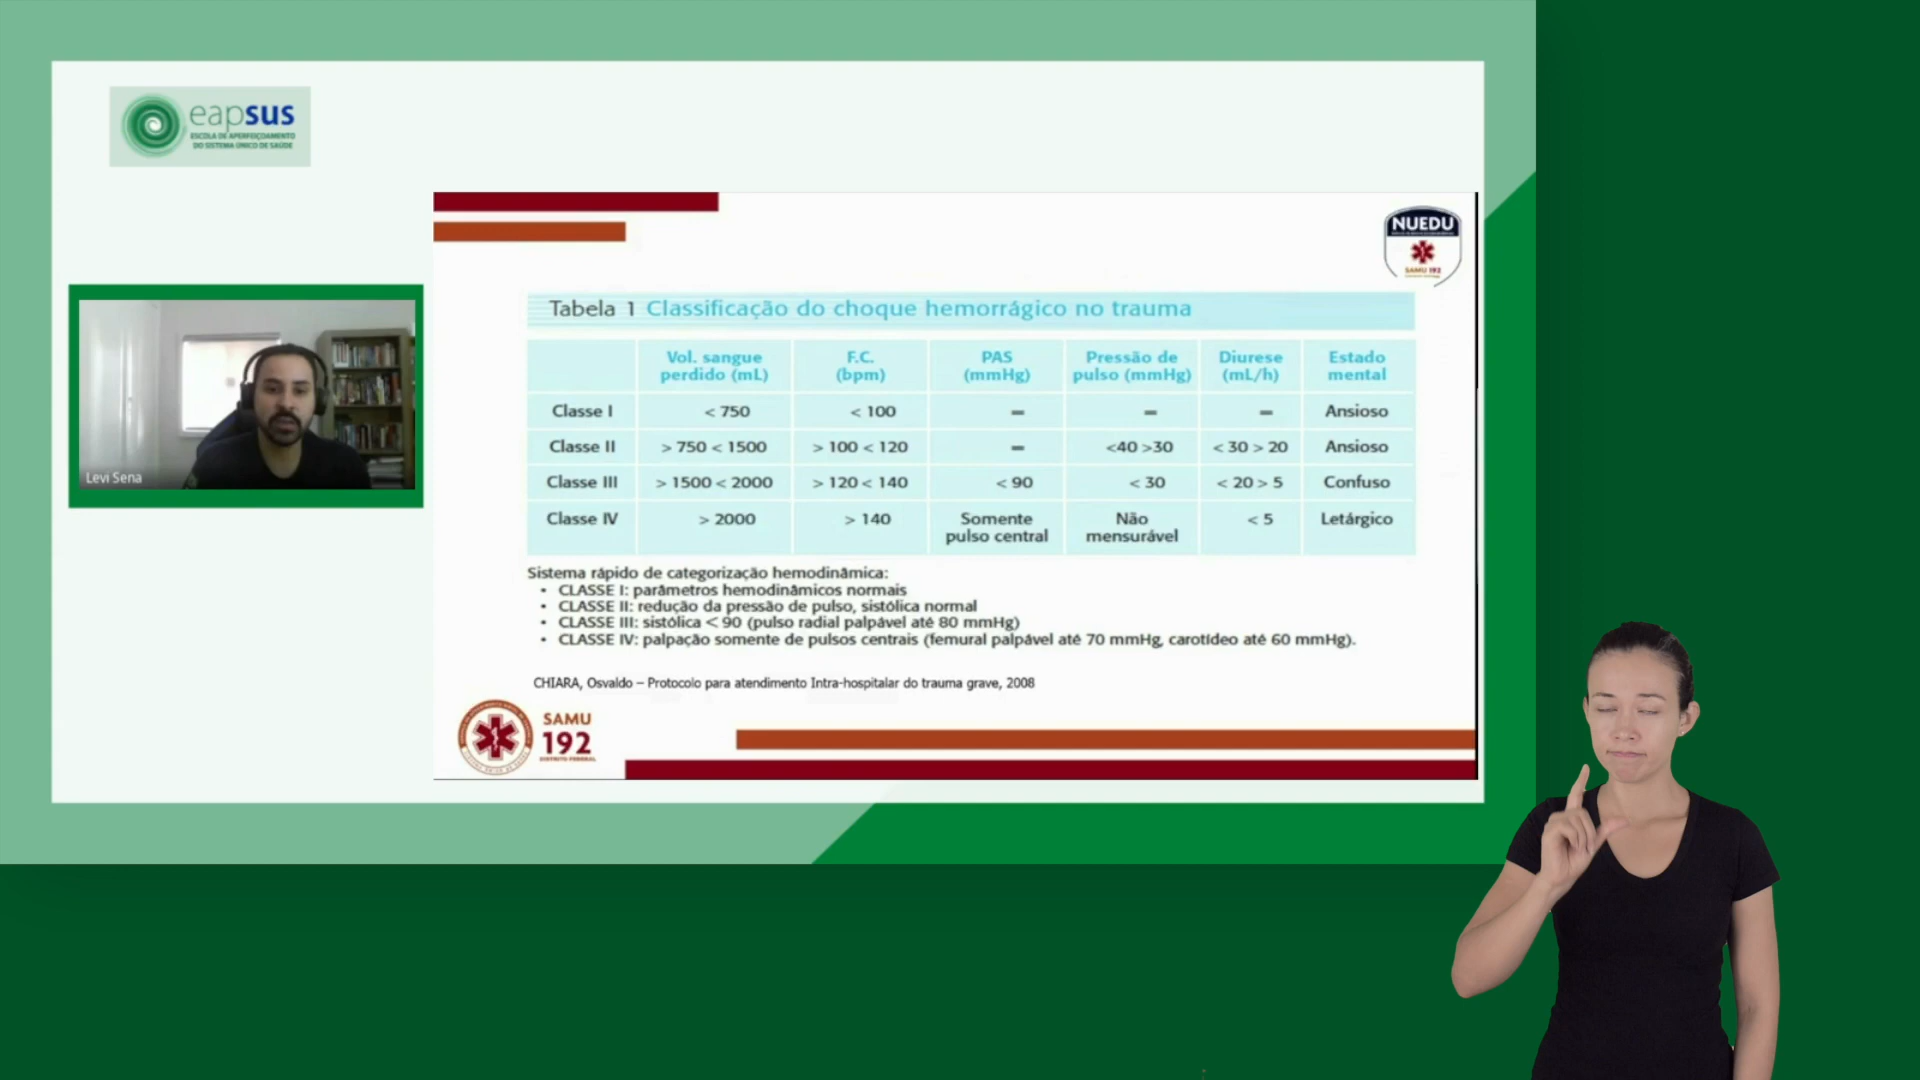 eapsus
ESCOLA DE APERFEIÇOAMENTO
DO SISTEMA ÚNICO DE SAÚDE
NUEDU
SAMU 192
Levi Sena
Tabela 1 Classificação do choque hemorrágico no trauma
Vol. sangue perdido (mL) F.C. (bpm) PAS (mmHg) Pressão de pulso (mmHg) Diurese (mL/h) Estado mental
Classe I < 750 < 100 – – – Ansioso
Classe II > 750 < 1500 > 100 < 120 – <40 >30 < 30 > 20 Ansioso
Classe III > 1500 < 2000 > 120 < 140 < 90 < 30 < 20 > 5 Confuso
Classe IV > 2000 > 140 Somente pulso central Não mensurável < 5 Letárgico
Sistema rápido de categorização hemodinâmica:
• CLASSE I: parâmetros hemodinâmicos normais
• CLASSE II: redução da pressão de pulso, sistólica normal
• CLASSE III: sistólica < 90 (pulso radial palpável até 80 mmHg)
• CLASSE IV: palpação somente de pulsos centrais (femural palpável até 70 mmHg, carotídeo até 60 mmHg).
CHIARA, Osvaldo – Protocolo para atendimento Intra-hospitalar do trauma grave, 2008
SAMU
192
DISTRITO FEDERAL